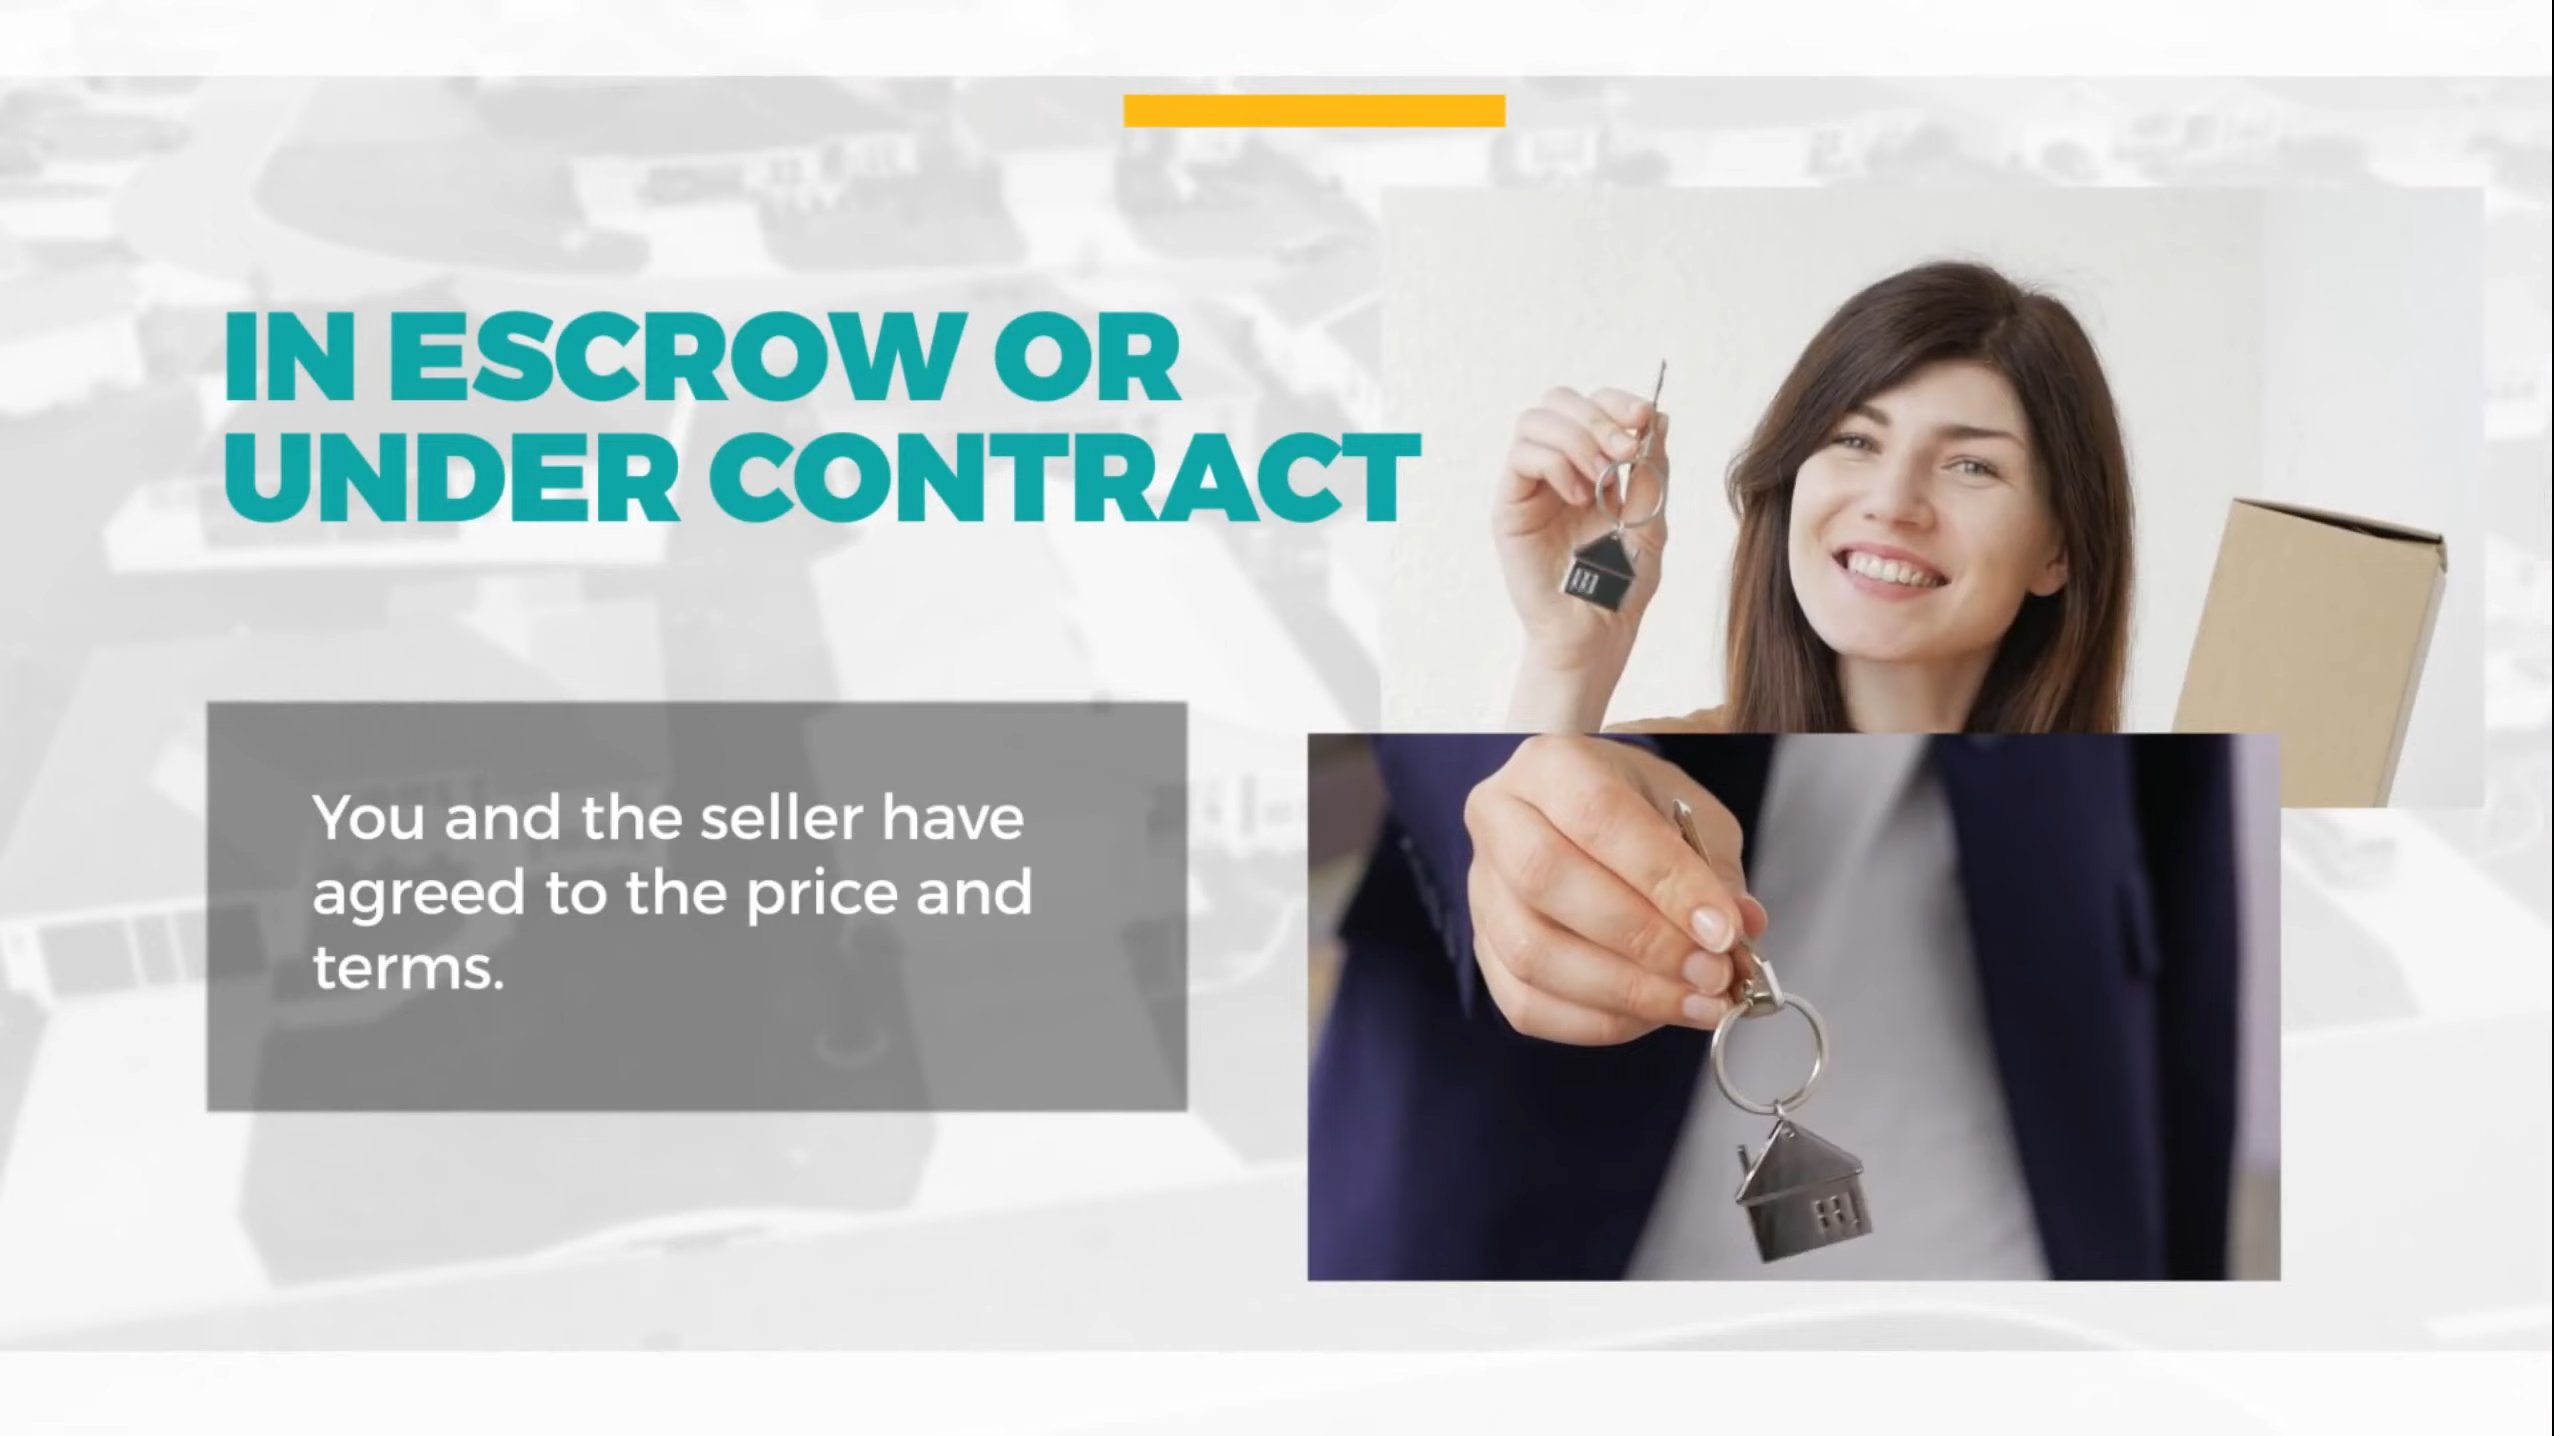 IN ESCROW OR
UNDER CONTRACT
You and the seller have
agreed to the price and
terms.